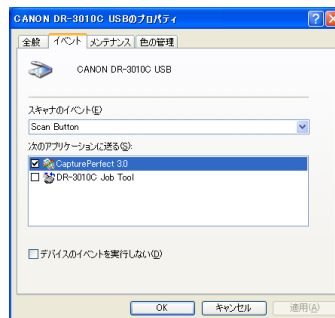 CANON DR-3010C USBのプロパティ
全般 イベント メンテナンス 色の管理
CANON DR-3010C USB
スキャナのイベント(E)
Scan Button
次のアプリケーションに送る(S):
CapturePerfect 3.0
DR-3010C Job Tool
デバイスのイベントを実行しない(D)
OK キャンセル 適用(A)